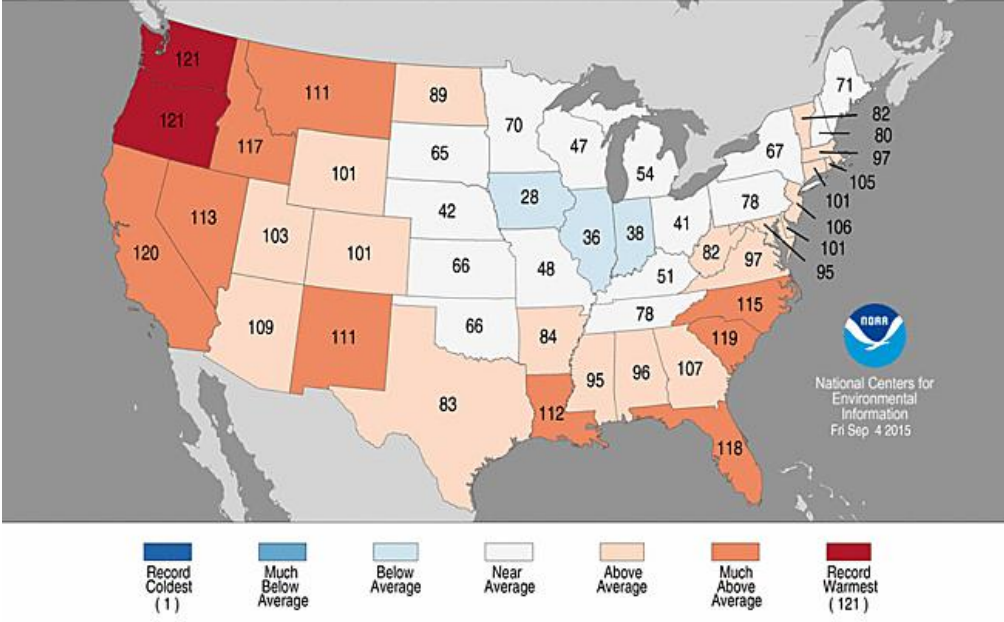 121
121
111
89
117
65
101
70
47
54
71
82
80
97
105
101
106
101
95
67
78
113
120
103
101
42
28
36
38
41
66
48
51
82
97
109
111
66
84
78
115
119
83
112
95
96
107
118
NOAA
National Centers for
Environmental
Information
Fri Sep 4 2015
Record
Coldest
(1)
Much
Below
Average
Below
Average
Near
Average
Above
Average
Much
Above
Average
Record
Warmest
(121)